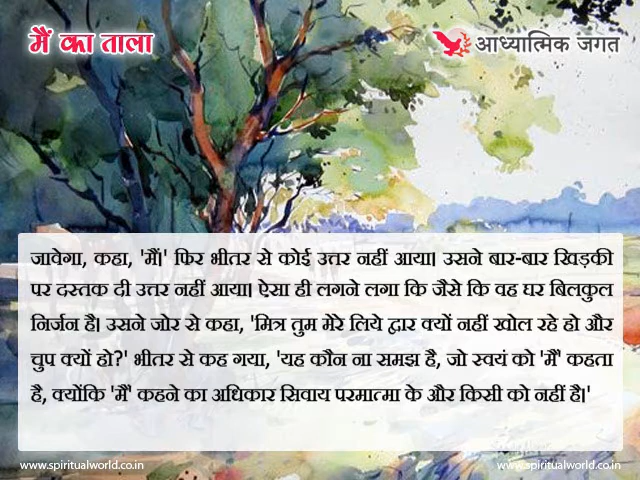 मैं का ताला
आध्यात्मिक जगत
जावेगा, कहा, 'मैं।' फिर भीतर से कोई उत्तर नहीं आया। उसने बार-बार खिड़की
पर दस्तक दी उत्तर नहीं आया। ऐसा ही लगने लगा कि जैसे कि वह घर बिलकुल
निर्जन है। उसने जोर से कहा, 'मित्र तुम मेरे लिये द्वार क्यों नहीं खोल रहे हो और
चुप क्यों हो?' भीतर से कह गया, 'यह कौन ना समझ है, जो स्वयं को 'मैं' कहता
है, क्योंकि 'मैं' कहने का अधिकार सिवाय परमात्मा के और किसी को नहीं है।'
www.spiritualworld.co.in
www.spiritualworld.co.in